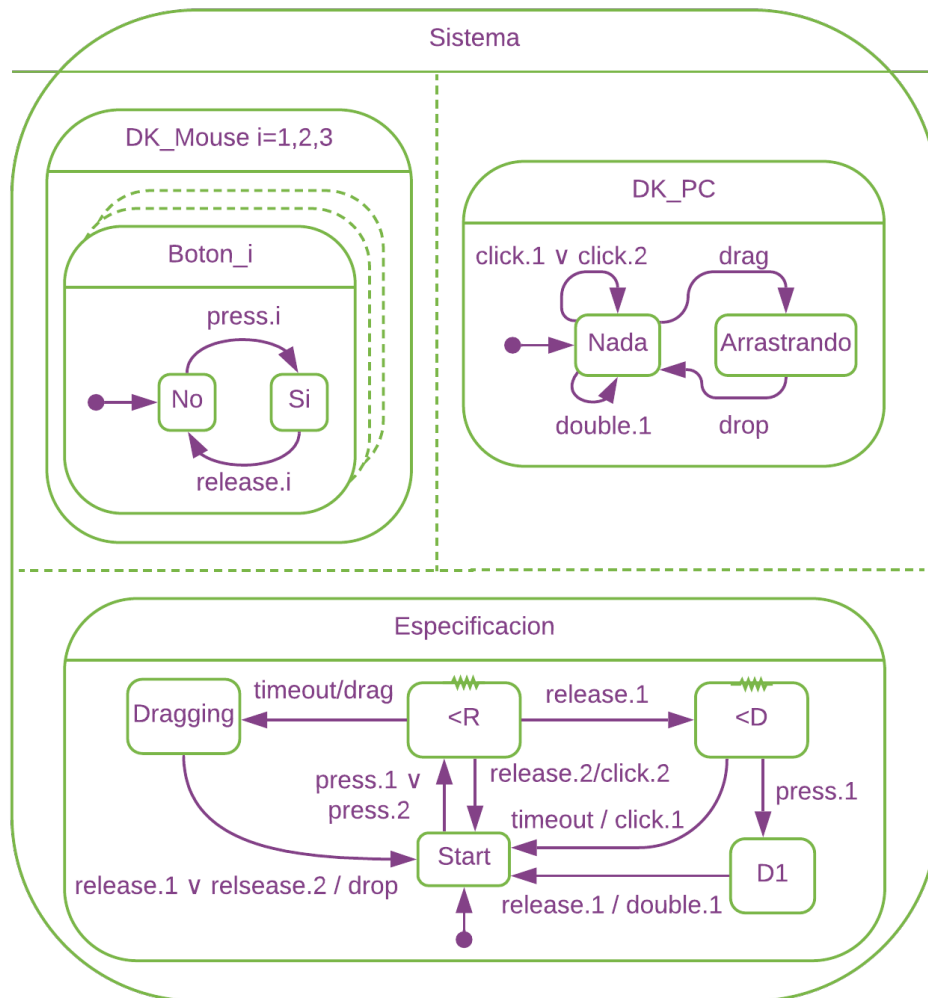 Sistema
DK_Mouse i=1,2,3
Boton_i
press.i
No
Si
release.i
DK_PC
click.1 ∨ click.2
drag
Nada
Arrastrando
double.1
drop
Especificacion
timeout/drag
release.1
Dragging
<R
<D
press.1 ∨
press.2
release.2/click.2
press.1
timeout / click.1
Start
D1
release.1 ∨ relsease.2 / drop
release.1 / double.1